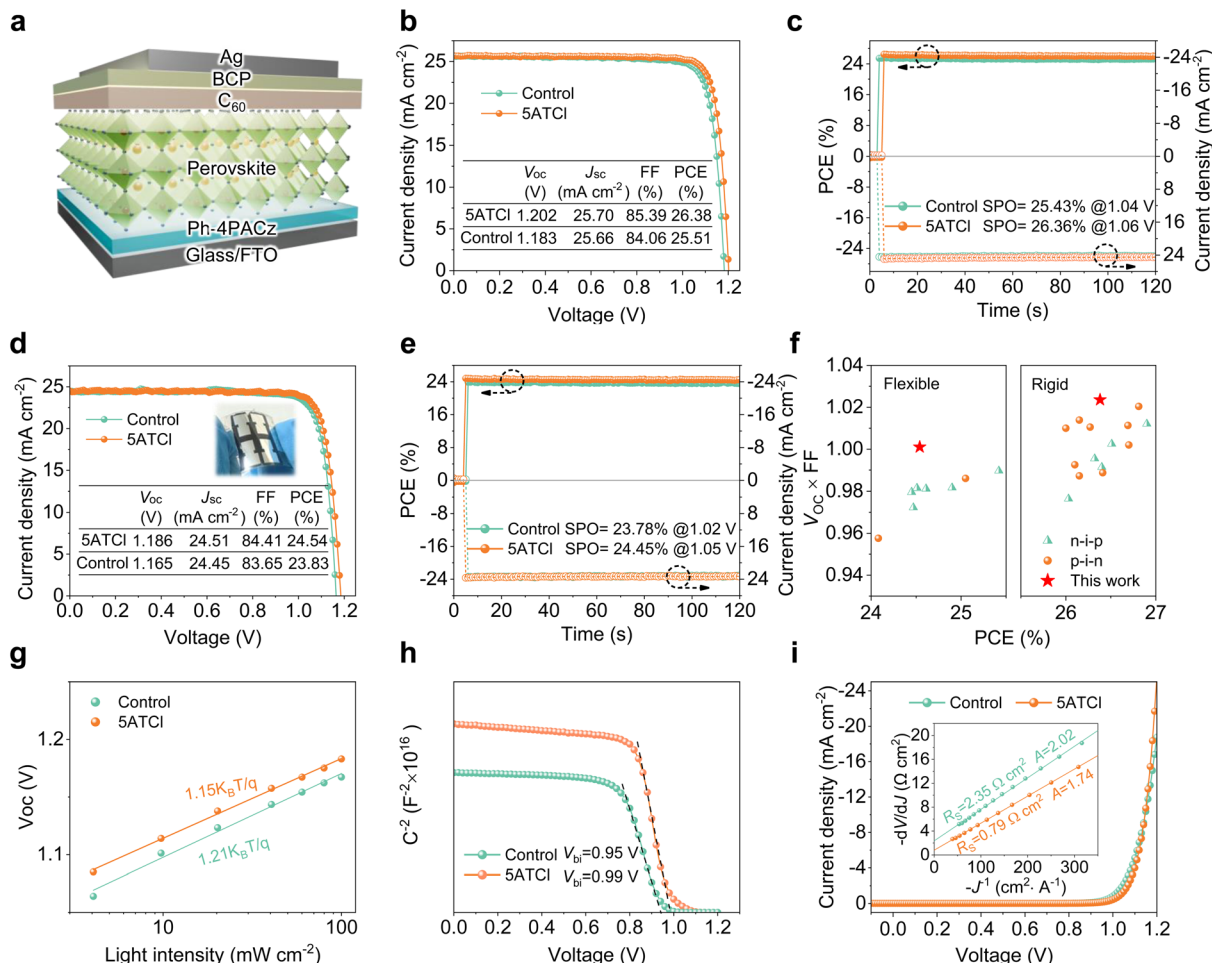 a
Ag
BCP
C60
Perovskite
Ph-4PACz
Glass/FTO
b
Current density (mA cm-2)
25
20
15
10
5
0
Control
5ATCl
Voc Jsc FF PCE
(V) (mA cm-2) (%) (%)
5ATCl 1.202 25.70 85.39 26.38
Control 1.183 25.66 84.06 25.51
0.0 0.2 0.4 0.6 0.8 1.0 1.2
Voltage (V)
c
PCE (%)
24
16
8
0
-8
-16
-24
Control SPO= 25.43% @1.04 V
5ATCl SPO= 26.36% @1.06 V
-24
-16
-8
0
8
16
24
Current density (mA cm-2)
0 20 40 60 80 100 120
Time (s)
d
Current density (mA cm-2)
25
20
15
10
5
0
Control
5ATCl
Voc Jsc FF PCE
(V) (mA cm-2) (%) (%)
5ATCl 1.186 24.51 84.41 24.54
Control 1.165 24.45 83.65 23.83
0.0 0.2 0.4 0.6 0.8 1.0 1.2
Voltage (V)
e
PCE (%)
24
16
8
0
-8
-16
-24
Control SPO= 23.78% @1.02 V
5ATCl SPO= 24.45% @1.05 V
-24
-16
-8
0
8
16
24
Current density (mA cm-2)
0 20 40 60 80 100 120
Time (s)
f
VOC × FF
1.04
1.02
1.00
0.98
0.96
0.94
Flexible
Rigid
n-i-p
p-i-n
This work
24 25 26 27
PCE (%)
g
Voc (V)
1.2
1.1
Control
5ATCl
1.15KBT/q
1.21KBT/q
10 100
Light intensity (mW cm-2)
h
C-2 (F-2×1016)
Control Vbi=0.95 V
5ATCl Vbi=0.99 V
0.0 0.2 0.4 0.6 0.8 1.0 1.2
Voltage (V)
i
Current density (mA cm-2)
-24
-20
-16
-12
-8
-4
0
Control 5ATCl
-dV/dJ (Ω cm2)
20
16
12
8
4
0
RS=2.35 Ω cm2 A=2.02
RS=0.79 Ω cm2 A=1.74
0 100 200 300
-J-1 (cm2· A-1)
0.0 0.2 0.4 0.6 0.8 1.0 1.2
Voltage (V)